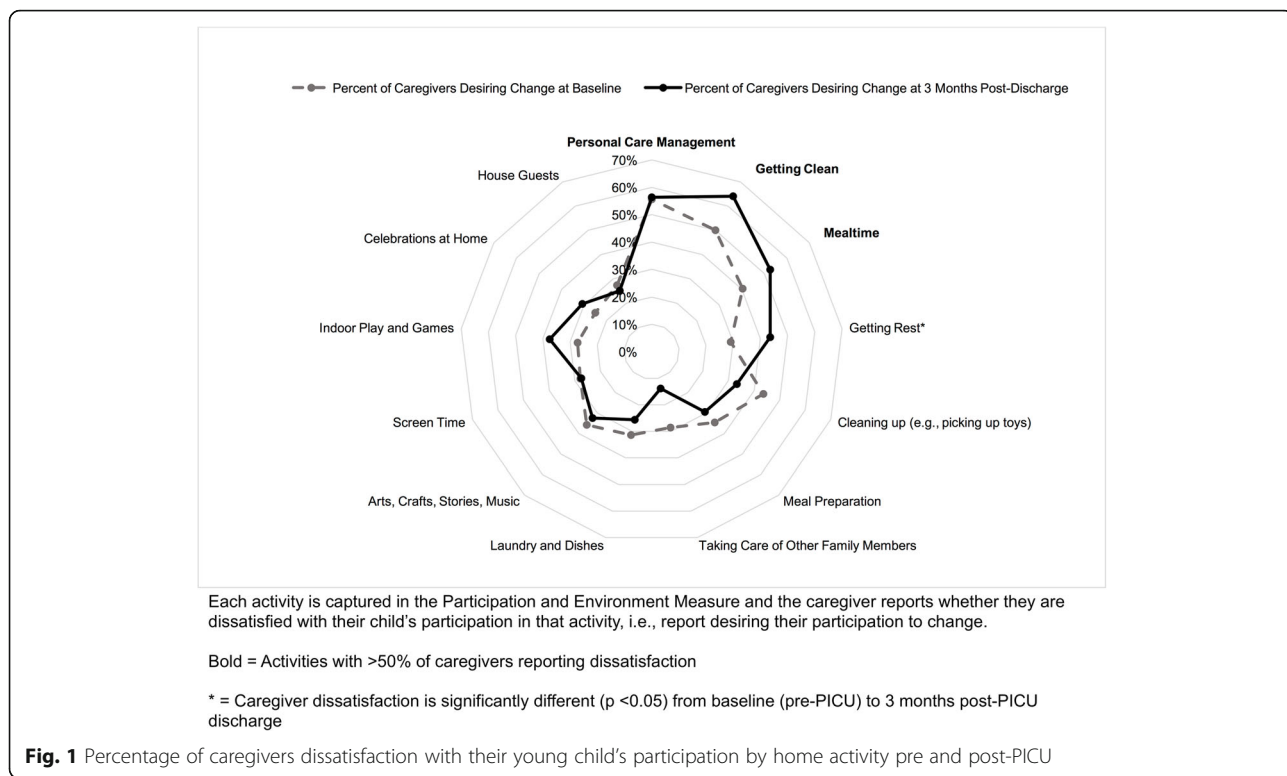 Percent of Caregivers Desiring Change at Baseline
Percent of Caregivers Desiring Change at 3 Months Post-Discharge
Personal Care Management
70%
60%
50%
40%
30%
20%
10%
0%
Getting Clean
Mealtime
Getting Rest*
Cleaning up (e.g., picking up toys)
Meal Preparation
Taking Care of Other Family Members
Laundry and Dishes
Arts, Crafts, Stories, Music
Screen Time
Indoor Play and Games
Celebrations at Home
House Guests
Each activity is captured in the Participation and Environment Measure and the caregiver reports whether they are
dissatisfied with their child's participation in that activity, i.e., report desiring their participation to change.
Bold = Activities with >50% of caregivers reporting dissatisfaction
* = Caregiver dissatisfaction is significantly different (p <0.05) from baseline (pre-PICU) to 3 months post-PICU
discharge
Fig. 1 Percentage of caregivers dissatisfaction with their young child's participation by home activity pre and post-PICU